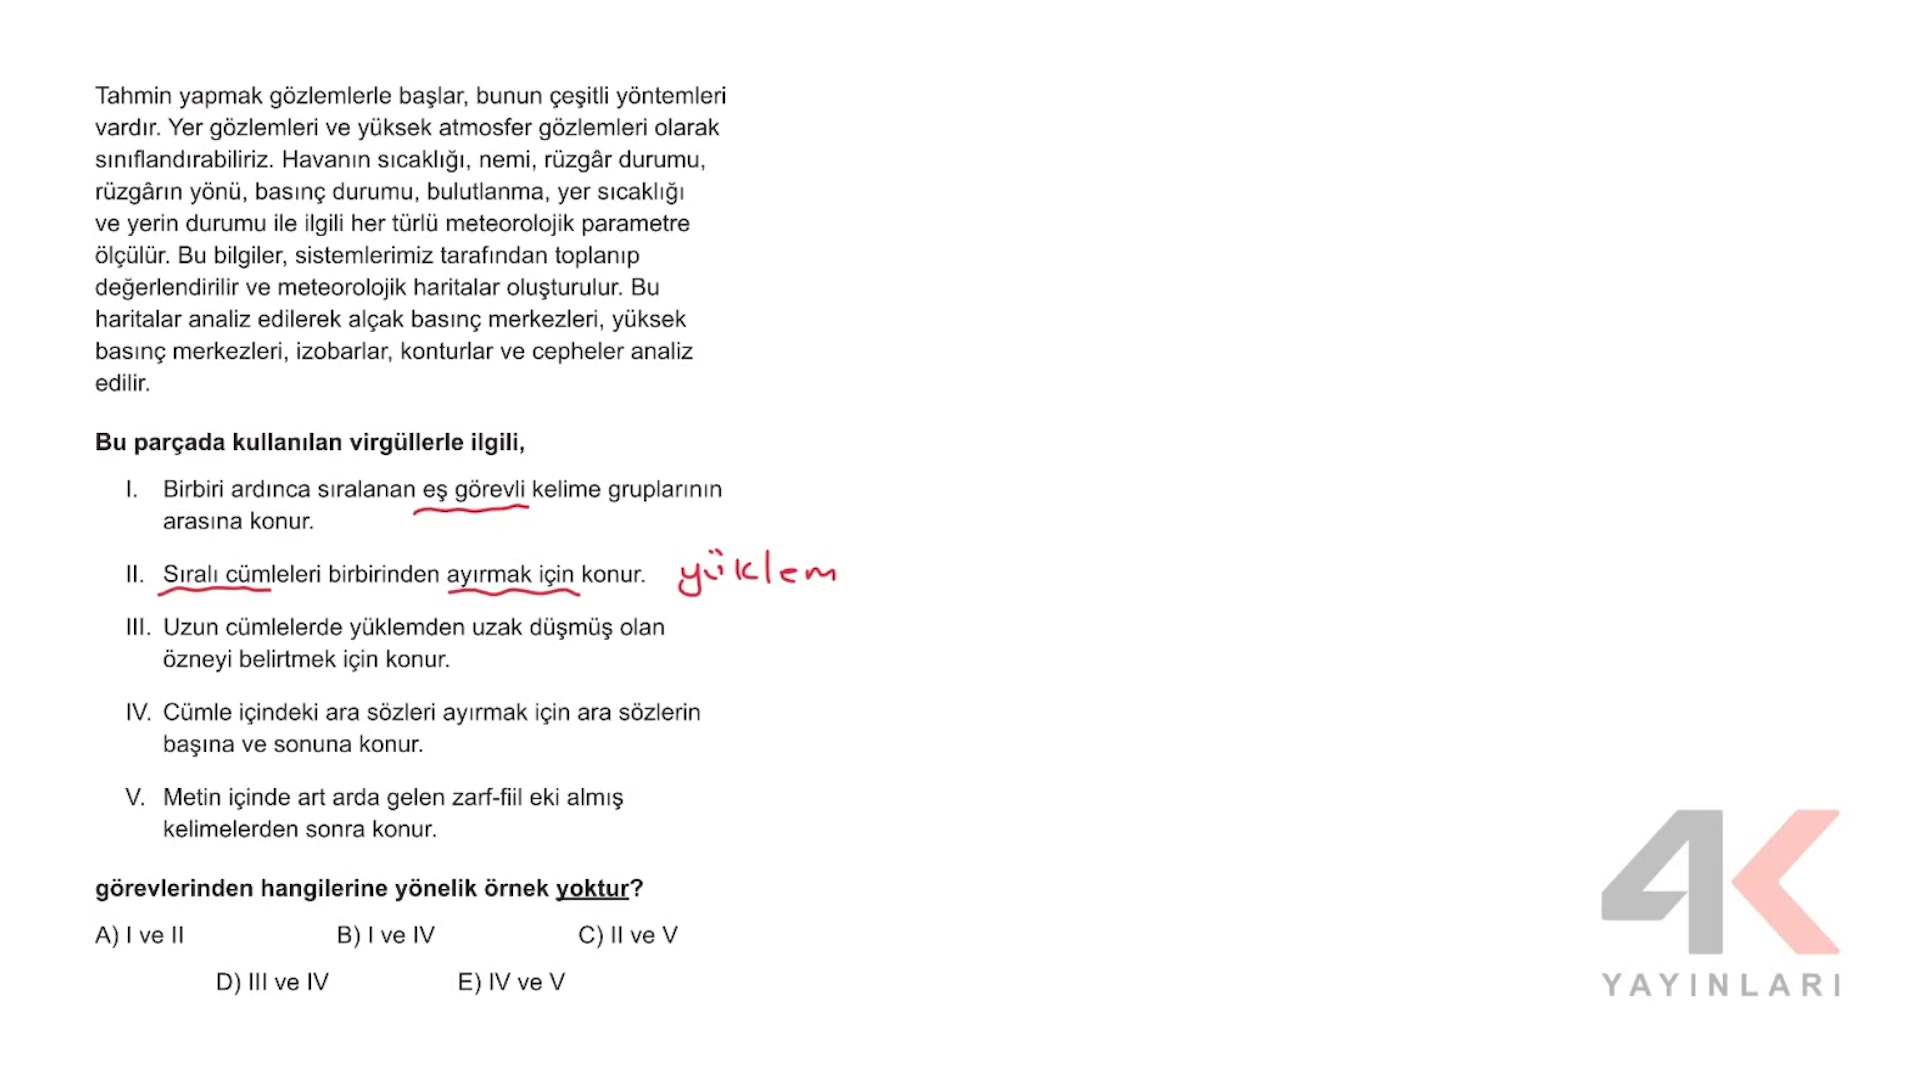 Tahmin yapmak gözlemlerle başlar, bunun çeşitli yöntemleri
vardır. Yer gözlemleri ve yüksek atmosfer gözlemleri olarak
sınıflandırabiliriz. Havanın sıcaklığı, nemi, rüzgâr durumu,
rüzgârın yönü, basınç durumu, bulutlanma, yer sıcaklığı
ve yerin durumu ile ilgili her türlü meteorolojik parametre
ölçülür. Bu bilgiler, sistemlerimiz tarafından toplanıp
değerlendirilir ve meteorolojik haritalar oluşturulur. Bu
haritalar analiz edilerek alçak basınç merkezleri, yüksek
basınç merkezleri, izobarlar, konturlar ve cepheler analiz
edilir.
Bu parçada kullanılan virgüllerle ilgili,
I. Birbiri ardınca sıralanan eş görevli kelime gruplarının
arasına konur.
II. Sıralı cümleleri birbirinden ayırmak için konur. yüklem
III. Uzun cümlelerde yüklemden uzak düşmüş olan
özneyi belirtmek için konur.
IV. Cümle içindeki ara sözleri ayırmak için ara sözlerin
başına ve sonuna konur.
V. Metin içinde art arda gelen zarf-fiil eki almış
kelimelerden sonra konur.
görevlerinden hangilerine yönelik örnek yoktur?
A) I ve II B) I ve IV C) II ve V
D) III ve IV E) IV ve V
4K
YAYINLARI